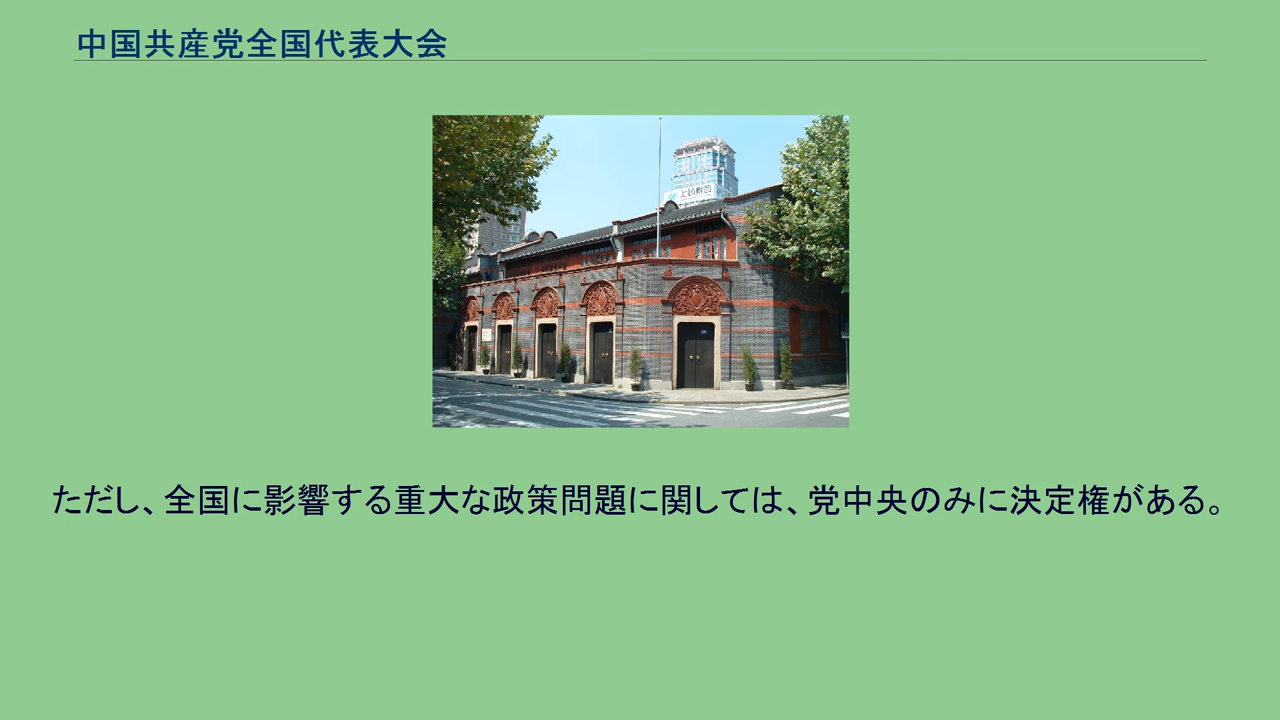 中国共産党全国代表大会
ただし、全国に影響する重大な政策問題に関しては、党中央のみに決定権がある。